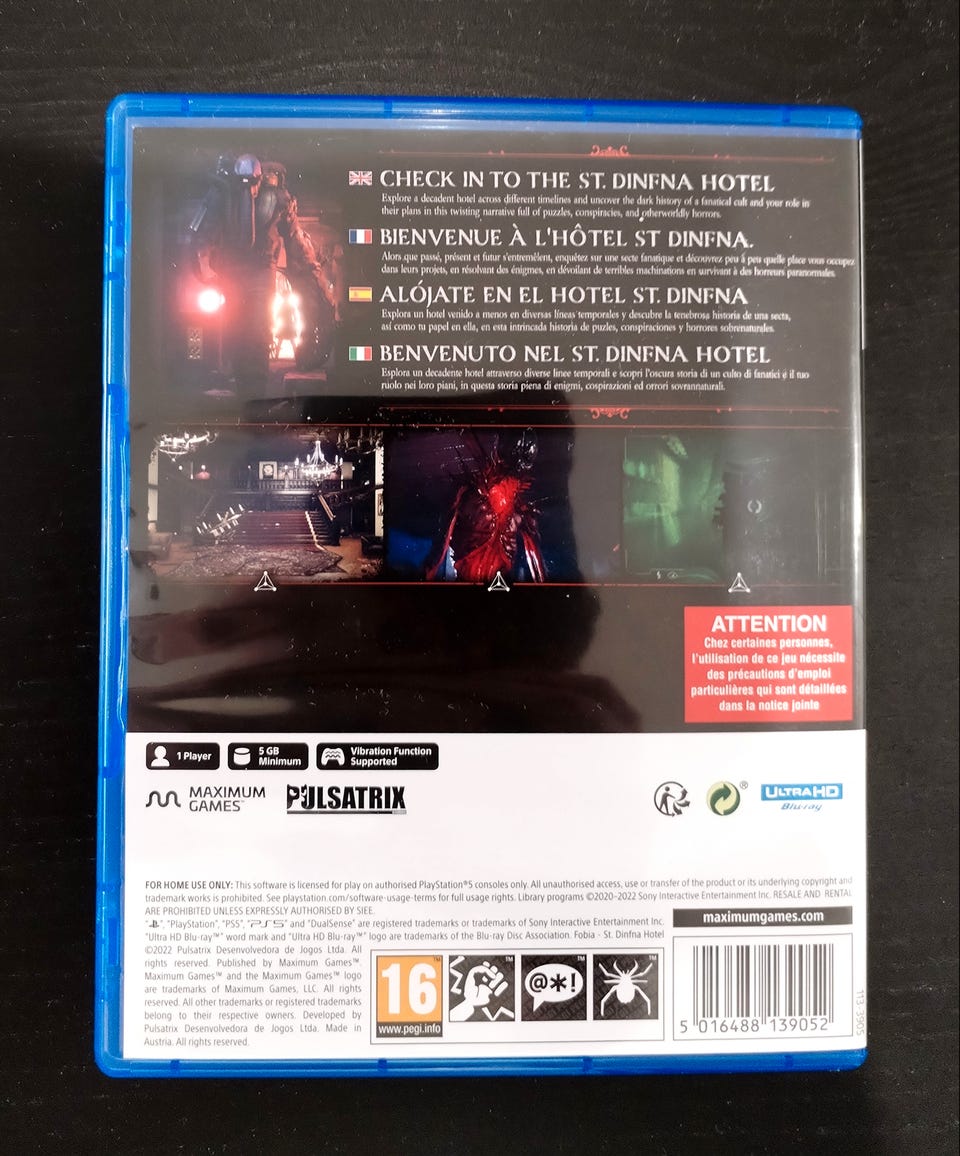 CHECK IN TO THE ST. DINFNA HOTEL
Explore a decadent hotel across different timelines and uncover the dark history of a fanatical cult and your role in
their plans in this twisting narrative full of puzzles, conspiracies, and otherworldly horrors.
BIENVENUE À L'HÔTEL ST DINFNA.
Alors que passé, présent et futur s'entremêlent, enquêtez sur une secte fanatique et découvrez peu à peu quelle place vous occupez
dans leurs projets, en résolvant des énigmes, en dévoilant de terribles machinations en survivant à des horreurs paranormales.
ALÓJATE EN EL HOTEL ST. DINFNA
Explora un hotel venido a menos en diversas líneas temporales y descubre la tenebrosa historia de una secta,
así como tu papel en ella, en esta intrincada historia de puzles, conspiraciones y horrores sobrenaturales.
BENVENUTO NEL ST. DINFNA HOTEL
Esplora un decadente hotel attraverso diverse linee temporali e scopri l'oscura storia di un culto di fanatici e il tuo
ruolo nei loro piani, in questa storia piena di enigmi, cospirazioni ed orrori sovrannaturali.
ATTENTION
Chez certaines personnes,
l'utilisation de ce jeu nécessite
des précautions d'emploi
particulières qui sont détaillées
dans la notice jointe
1 Player
5 GB
Minimum
Vibration Function
Supported
MAXIMUM
GAMES™
PULSATRIX
®
ULTRA HD
Blu-ray
FOR HOME USE ONLY: This software is licensed for play on authorised PlayStation®5 consoles only. All unauthorised access, use or transfer of the product or its underlying copyright and
trademark works is prohibited. See playstation.com/software-usage-terms for full usage rights. Library programs ©2020-2022 Sony Interactive Entertainment Inc. RESALE AND RENTAL
ARE PROHIBITED UNLESS EXPRESSLY AUTHORISED BY SIEE.
"PS", "PlayStation", "PS5", "PS5" and "DualSense" are registered trademarks or trademarks of Sony Interactive Entertainment Inc.
"Ultra HD Blu-ray™" word mark and "Ultra HD Blu-ray™" logo are trademarks of the Blu-ray Disc Association. Fobia - St. Dinfna Hotel
©2022 Pulsatrix Desenvolvedora de Jogos Ltda. All
rights reserved. Published by Maximum Games™.
Maximum Games™ and the Maximum Games™ logo
are trademarks of Maximum Games, LLC. All rights
reserved. All other trademarks or registered trademarks
belong to their respective owners. Developed by
Pulsatrix Desenvolvedora de Jogos Ltda. Made in
Austria. All rights reserved.
16™
www.pegi.info
™
@*!™
™
maximumgames.com
5 016488 139052
113-3905